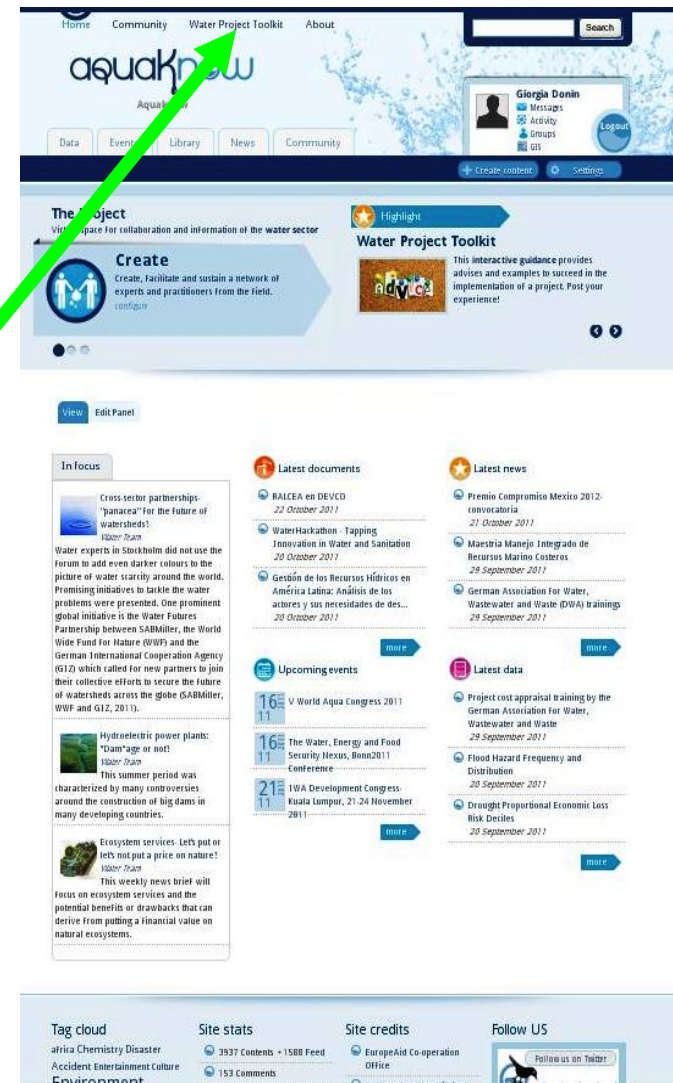 Home Community Water Project Toolkit About
Search
aquaknow
Giorgia Donin
Messages
Activity
Groups
GIS
Logout
Data Events Library News Community
+ Create content Settings
The Project
Virtual space for collaboration and information of the water sector
Create
Create, facilitate and sustain a network of
experts and practitioners from the field.
configure
Highlight
Water Project Toolkit
advice
This interactive guidance provides
advises and examples to succeed in the
implementation of a project. Post your
experience!
View Edit Panel
In focus
Cross-sector partnerships-
"panacea" for the future of
watersheds?
Water Team
Water experts in Stockholm did not use the
Forum to add even darker colours to the
picture of water scarcity around the world.
Promising initiatives to tackle the water
problems were presented. One prominent
global initiative is the Water Futures
Partnership between SABMiller, the World
Wide Fund for Nature (WWF) and the
German International Cooperation Agency
(GIZ) which called for new partners to join
their collective efforts to secure the future
of watersheds across the globe (SABMiller,
WWF and GIZ, 2011).
Hydroelectric power plants:
"Dam"age or not?
Water Team
This summer period was
characterized by many controversies
around the construction of big dams in
many developing countries.
Ecosystem services- Let's put or
let's not put a price on nature?
Water Team
This weekly news brief will
focus on ecosystem services and the
potential benefits or drawbacks that can
derive from putting a financial value on
natural ecosystems.
Latest documents
BALCEA en DEVCO
22 October 2011
WaterHackathon - Tapping
Innovation in Water and Sanitation
20 October 2011
Gestión de los Recursos Hídricos en
América Latina: Análisis de los
actores y sus necesidades de des...
20 October 2011
more
Upcoming events
16 11 V World Aqua Congress 2011
16 11 The Water, Energy and Food
Security Nexus, Bonn2011
Conference
21 11 IWA Development Congress-
Kuala Lumpur, 21-24 November
2011
more
Latest news
Premio Compromiso Mexico 2012-
convocatoria
21 October 2011
Maestria Manejo Integrado de
Recursos Marino Costeros
29 September 2011
German Association For Water,
Wastewater and Waste (DWA) trainings
29 September 2011
more
Latest data
Project cost appraisal training by the
German Association For Water,
Wastewater and Waste
29 September 2011
Flood Hazard Frequency and
Distribution
20 September 2011
Drought Proportional Economic Loss
Risk Deciles
20 September 2011
more
Tag cloud
africa Chemistry Disaster
Accident Entertainment Culture
Environment
Site stats
3937 Contents + 1588 Feed
153 Comments
Site credits
EuropeAid Co-operation
Office
Follow US
Follow us on Twitter